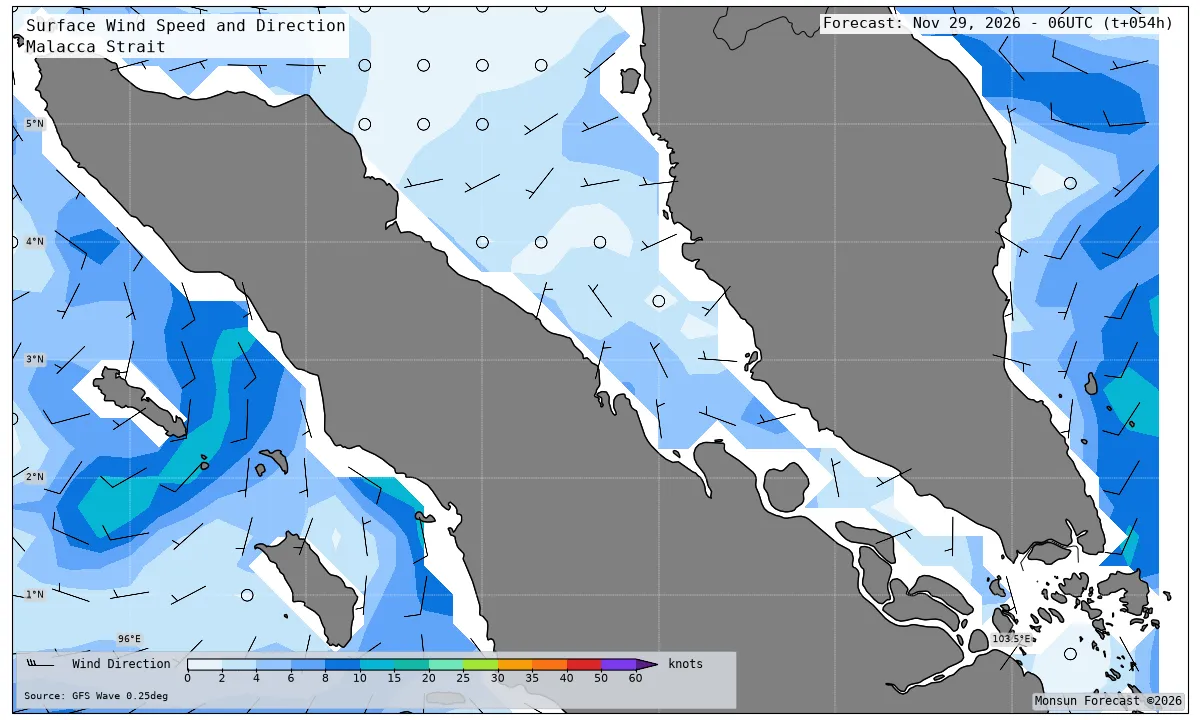 Surface Wind Speed and Direction
Malacca Strait
Forecast: Nov 29, 2026 - 06UTC (t+054h)
5°N
4°N
3°N
2°N
1°N
96°E
103.5°E
Wind Direction
knots
0 2 4 6 8 10 12 15 20 25 30 35 40 50 60
Source: GFS Wave 0.25deg
Monsun Forecast ©2026